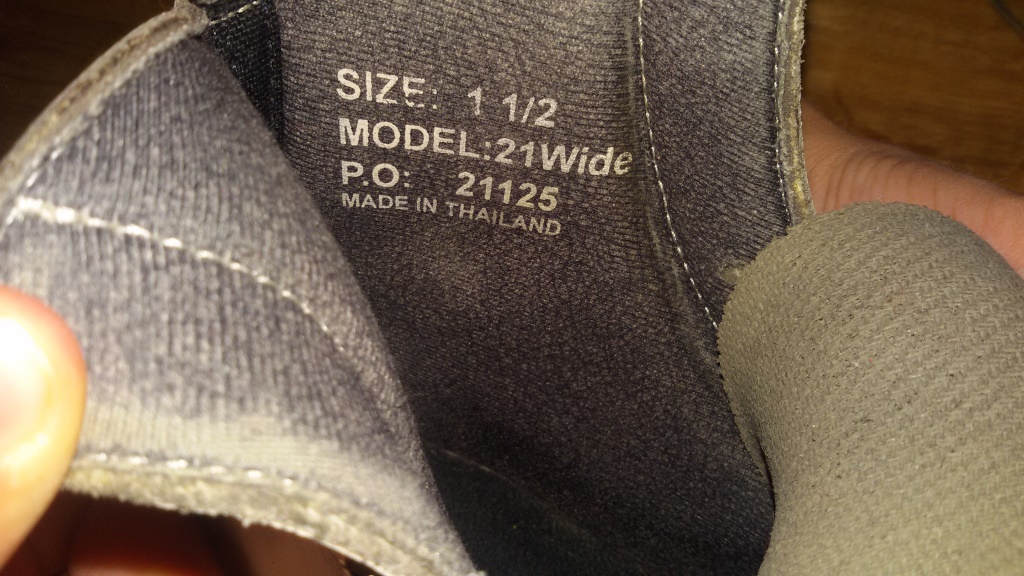 SIZE: 1 1/2
MODEL:21Wide
P.O: 21125
MADE IN THAILAND